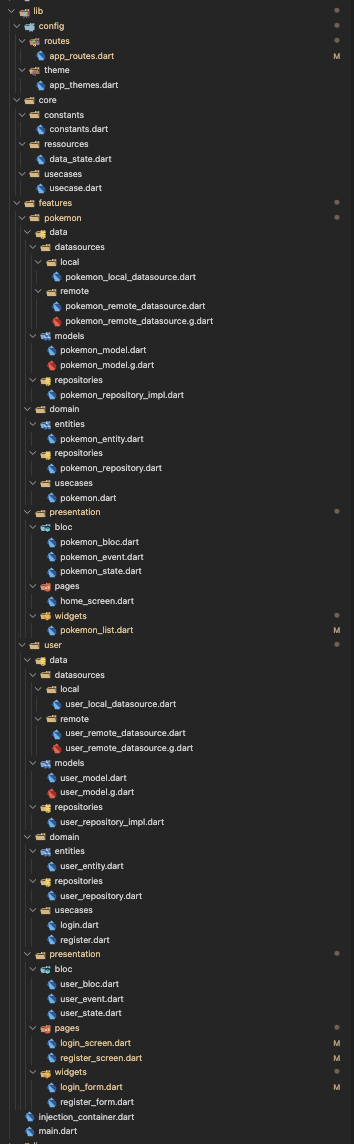 lib
config
routes
app_routes.dart M
theme
app_themes.dart
core
constants
constants.dart
ressources
data_state.dart
usecases
usecase.dart
features
pokemon
data
datasources
local
pokemon_local_datasource.dart
remote
pokemon_remote_datasource.dart
pokemon_remote_datasource.g.dart
models
pokemon_model.dart
pokemon_model.g.dart
repositories
pokemon_repository_impl.dart
domain
entities
pokemon_entity.dart
repositories
pokemon_repository.dart
usecases
pokemon.dart
presentation
bloc
pokemon_bloc.dart
pokemon_event.dart
pokemon_state.dart
pages
home_screen.dart
widgets
pokemon_list.dart M
user
data
datasources
local
user_local_datasource.dart
remote
user_remote_datasource.dart
user_remote_datasource.g.dart
models
user_model.dart
user_model.g.dart
repositories
user_repository_impl.dart
domain
entities
user_entity.dart
repositories
user_repository.dart
usecases
login.dart
register.dart
presentation
bloc
user_bloc.dart
user_event.dart
user_state.dart
pages
login_screen.dart M
register_screen.dart M
widgets
login_form.dart M
register_form.dart
injection_container.dart
main.dart